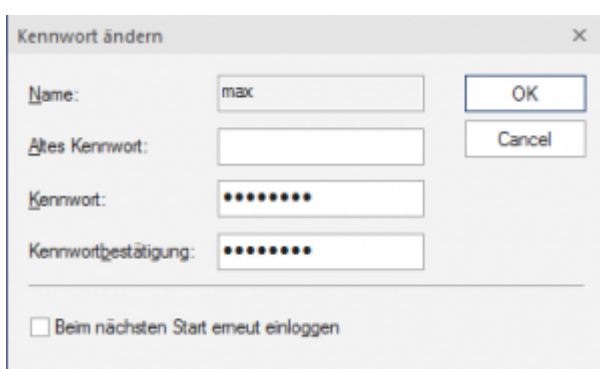 Kennwort ändern
Name: max OK
Altes Kennwort: Cancel
Kennwort: ●●●●●●●●
Kennwortbestätigung: ●●●●●●●●
Beim nächsten Start erneut einloggen